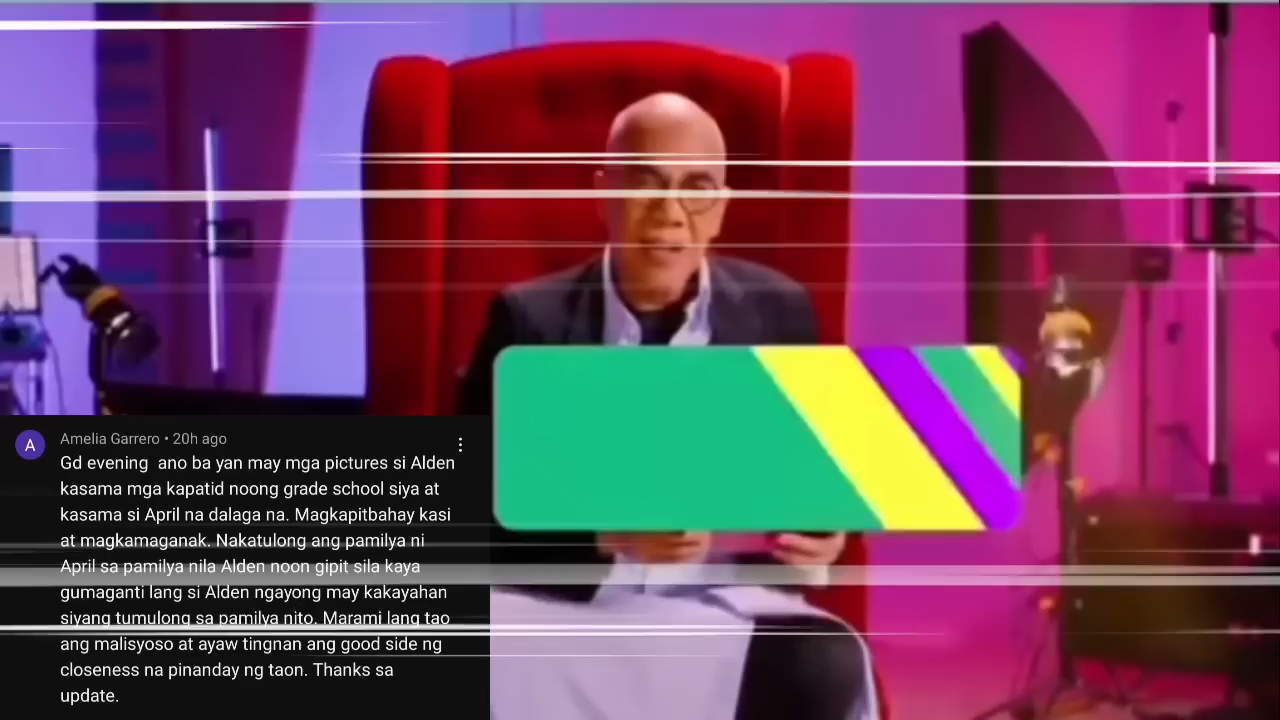 Amelia Garrero • 20h ago
A
Gd evening ano ba yan may mga pictures si Alden
kasama mga kapatid noong grade school siya at
kasama si April na dalaga na. Magkapitbahay kasi
at magkamaganak. Nakatulong ang pamilya ni
April sa pamilya nila Alden noon gipit sila kaya
gumaganti lang si Alden ngayong may kakayahan
siyang tumulong sa pamilya nito. Marami lang tao
ang malisyoso at ayaw tingnan ang good side ng
closeness na pinanday ng taon. Thanks sa
update.